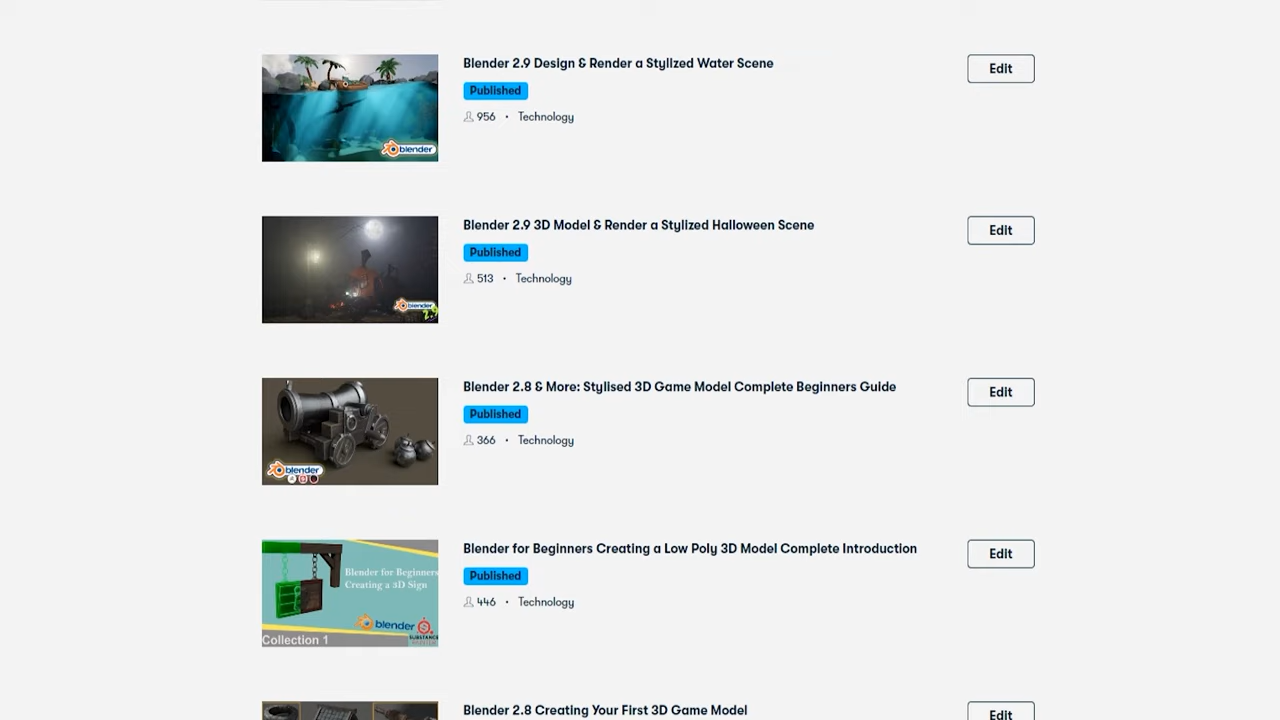 Blender 2.9 Design & Render a Stylized Water Scene
Edit
Published
956 · Technology
blender
Blender 2.9 3D Model & Render a Stylized Halloween Scene
Edit
Published
513 · Technology
blender
2.9
Blender 2.8 & More: Stylised 3D Game Model Complete Beginners Guide
Edit
Published
366 · Technology
blender
Blender for Beginners Creating a Low Poly 3D Model Complete Introduction
Edit
Published
446 · Technology
Blender for Beginners
Creating a 3D Sign
blender
Collection 1
Blender 2.8 Creating Your First 3D Game Model
Edit